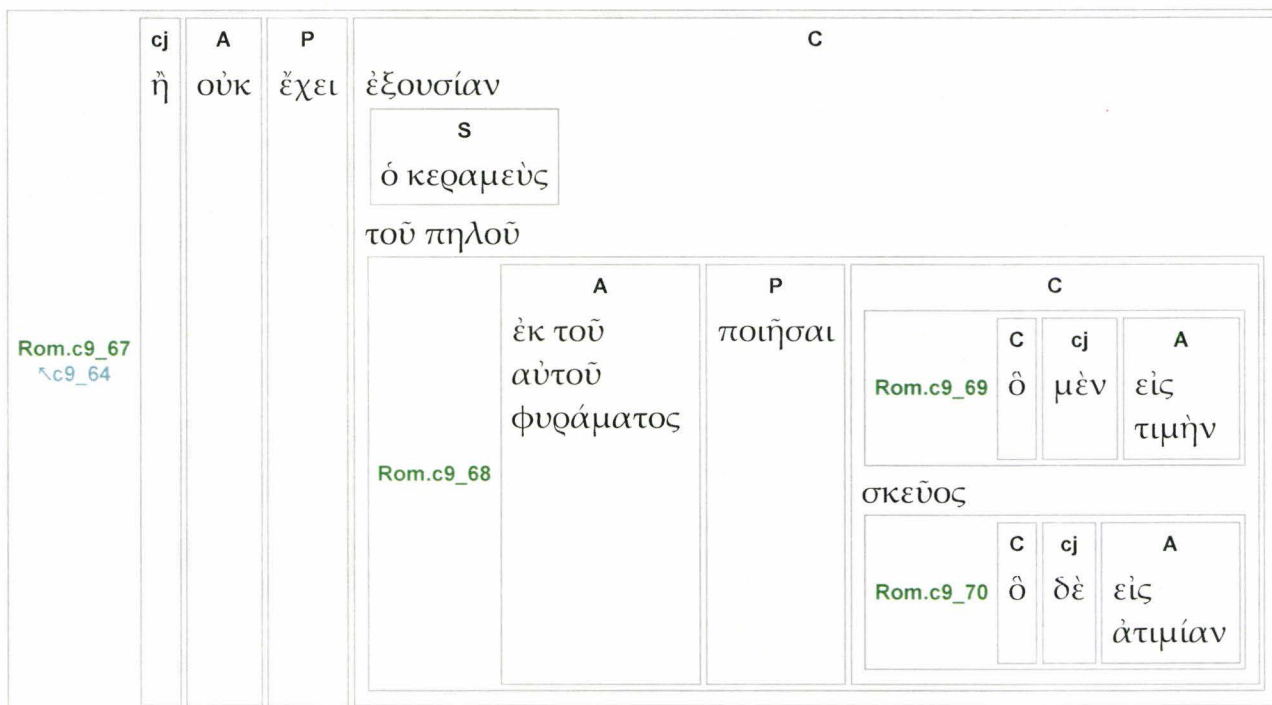 cj A P C
ἢ οὐκ ἔχει ἐξουσίαν
S
ὁ κεραμεὺς
τοῦ πηλοῦ
A P C
ἐκ τοῦ ποιῆσαι
αὐτοῦ
φυράματος
C cj A
Rom.c9_69 ὃ μὲν εἰς
τιμὴν
Rom.c9_67
↖c9_64
Rom.c9_68
σκεῦος
C cj A
Rom.c9_70 ὃ δὲ εἰς
ἀτιμίαν